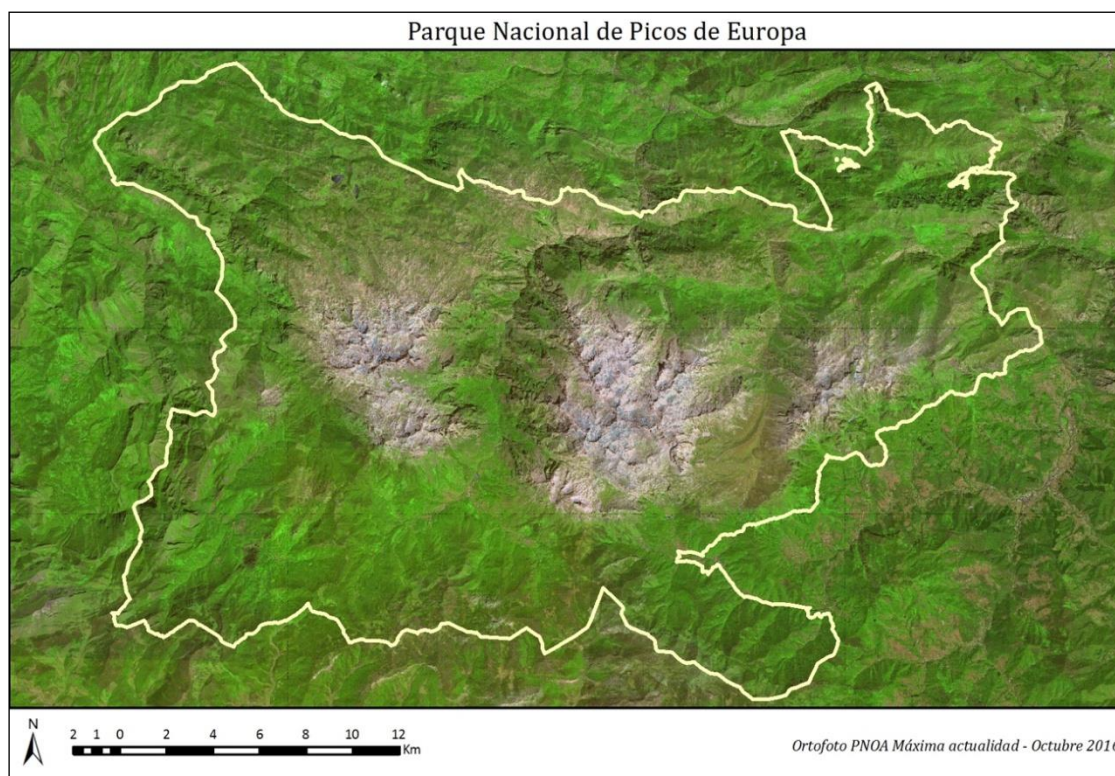 Parque Nacional de Picos de Europa
N
2 1 0 2 4 6 8 10 12
Km
Ortofoto PNOA Máxima actualidad - Octubre 2016